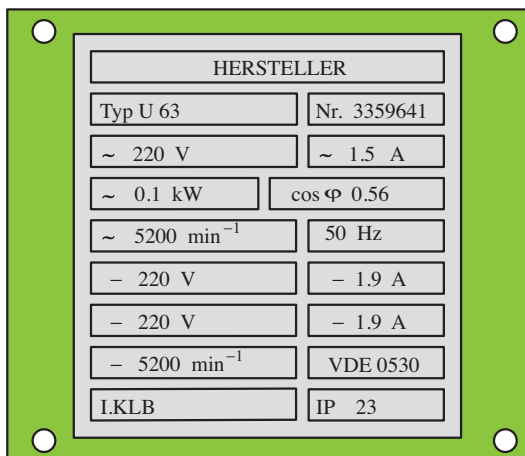 HERSTELLER
Typ U 63 Nr. 3359641
~ 220 V ~ 1.5 A
~ 0.1 kW cos φ 0.56
~ 5200 min⁻¹ 50 Hz
– 220 V – 1.9 A
– 220 V – 1.9 A
– 5200 min⁻¹ VDE 0530
I.KLB IP 23